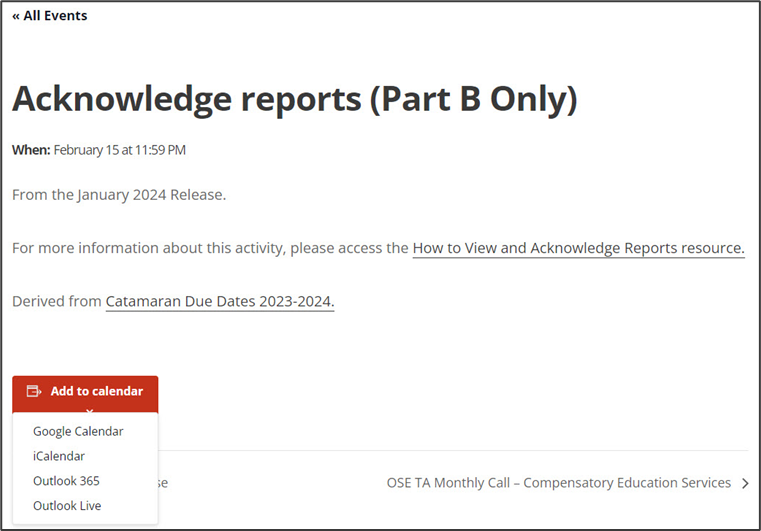 « All Events
Acknowledge reports (Part B Only)
When: February 15 at 11:59 PM
From the January 2024 Release.
For more information about this activity, please access the How to View and Acknowledge Reports resource.
Derived from Catamaran Due Dates 2023-2024.
Add to calendar
Google Calendar
iCalendar
Outlook 365
Outlook Live
OSE TA Monthly Call – Compensatory Education Services